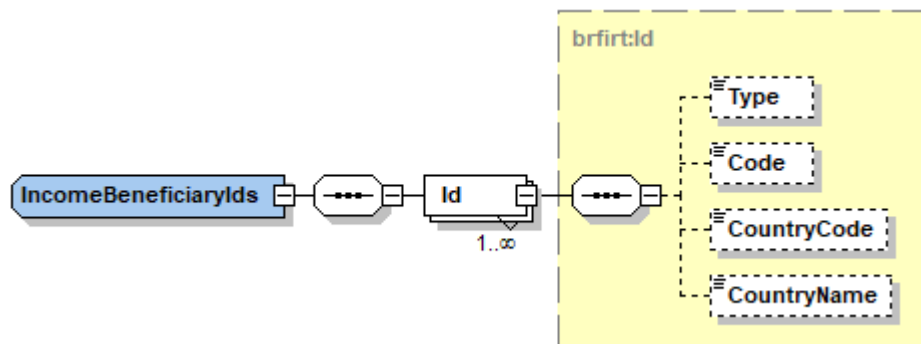 brfirt:Id
Type
Code
IncomeBeneficiaryIds
Id
CountryCode
1..∞
CountryName